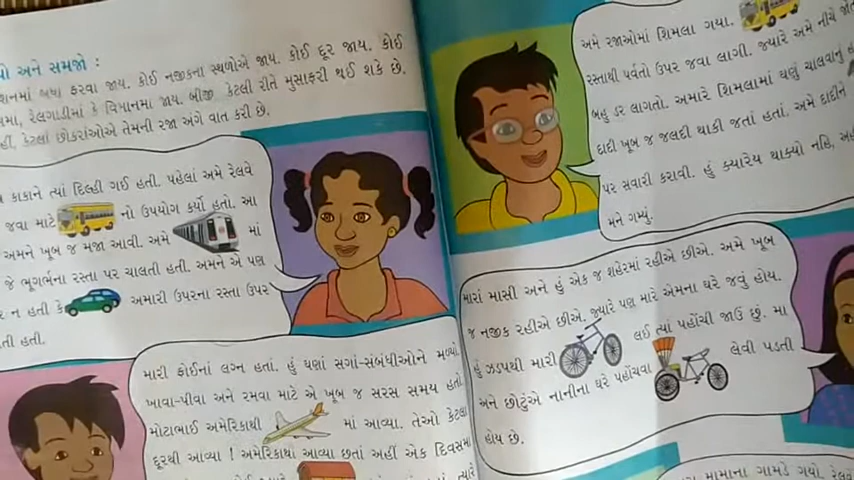 અને સમજો :
બધા ફરવા જાય. કોઈ નજીકના સ્થળોએ જાય. કોઈ દૂર જાય. કોઈ
રેલગાડીમાં કે વિમાનમા જાય. બીજી કેટલી રીતે મુસાફરી થઈ શકે છે.
કેટલાં છોકરાંઓએ તેમની રજા અંગે વાત કરી છે.
કાકાને ત્યાં દિલ્હી ગઈ હતી. પહેલાં અમે રેલવે
જવા માટે નો ઉપયોગ કર્યો હતો. આ
અમને ખૂબ જ મજા આવી. અમે માં
જે ભૂગર્ભના રસ્તા પર ચાલતી હતી. અમને એ પણ
ન હતી કે અમારી ઉપરના રસ્તા ઉપર
હતી.
મારી ફોઈનાં લગ્ન હતાં. હું ઘણાં સગાં-સંબંધીઓને મળ્યો.
ખાવા-પીવા અને રમવા માટે એ ખૂબ જ સરસ સમય હતો.
મોટાભાઈ અમેરિકાથી માં આવ્યા. તેઓ કેટલા
દૂરથી આવ્યા ! અમેરિકાથી આવ્યા છતાં અહીં એક દિવસમાં
અમે રજાઓમાં શિમલા ગયા. જ્યારે અમે નીચે
રસ્તાથી પર્વતો ઉપર જવા લાગી.
બહુ ડર લાગતો. અમારે શિમલામાં ઘણું ચાલવાનું
દાદી ખૂબ જ જલદી થાકી જતાં હતાં. અમે દાદીને
પર સવારી કરાવી. હું ક્યારેય થાક્યો નહિ,
મને ગમ્યુ.
મારાં માસી અને હું એક જ શહેરમાં રહીએ છીએ. અમે ખૂબ
જ નજીક રહીએ છીએ. જ્યારે પણ મારે એમના ઘરે જવું હોય,
હું ઝડપથી મારી લઈ ત્યાં પહોંચી જાઉં છું. મા
અને છોટુએ નાનીના ઘરે પહોંચવા લેવી પડતી
હોય છે.
મામાના ગામડે ગયો.